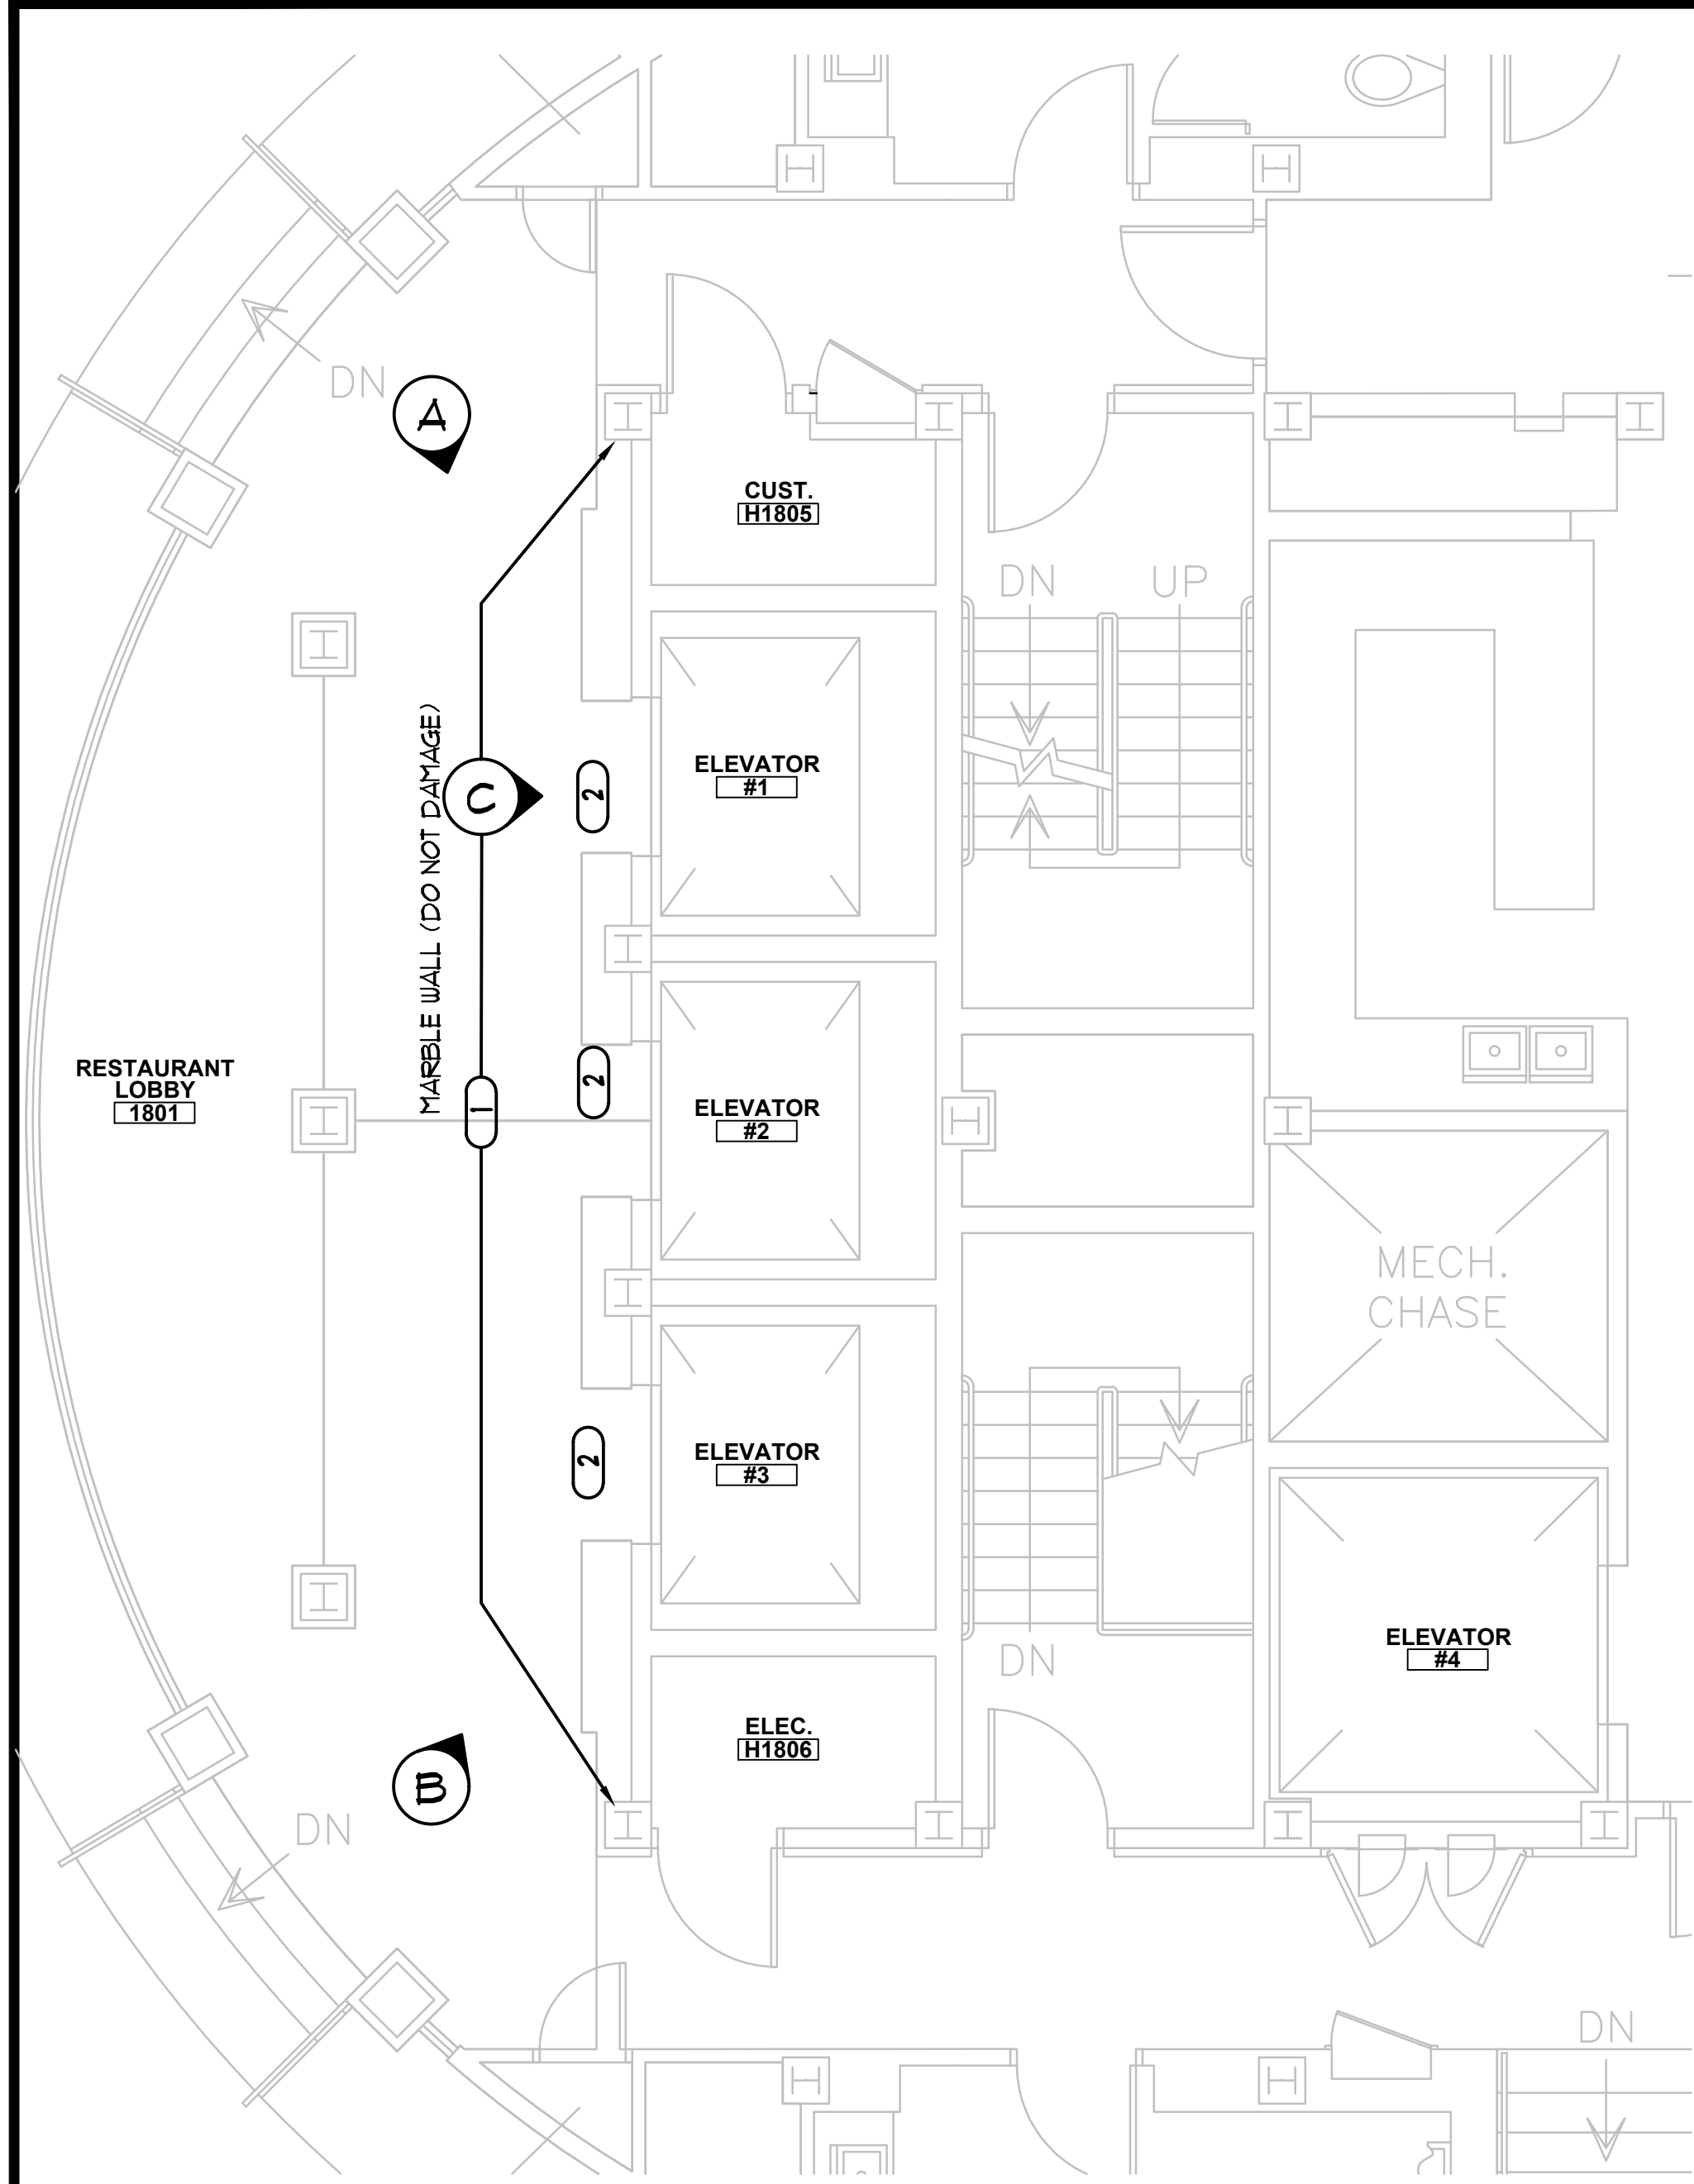 DN
A
CUST.
H1805
DN
UP
MARBLE WALL (DO NOT DAMAGE)
C
2
ELEVATOR
#1
RESTAURANT
LOBBY
1801
1
2
ELEVATOR
#2
MECH.
CHASE
2
ELEVATOR
#3
DN
ELEVATOR
#4
ELEC.
H1806
B
DN
DN